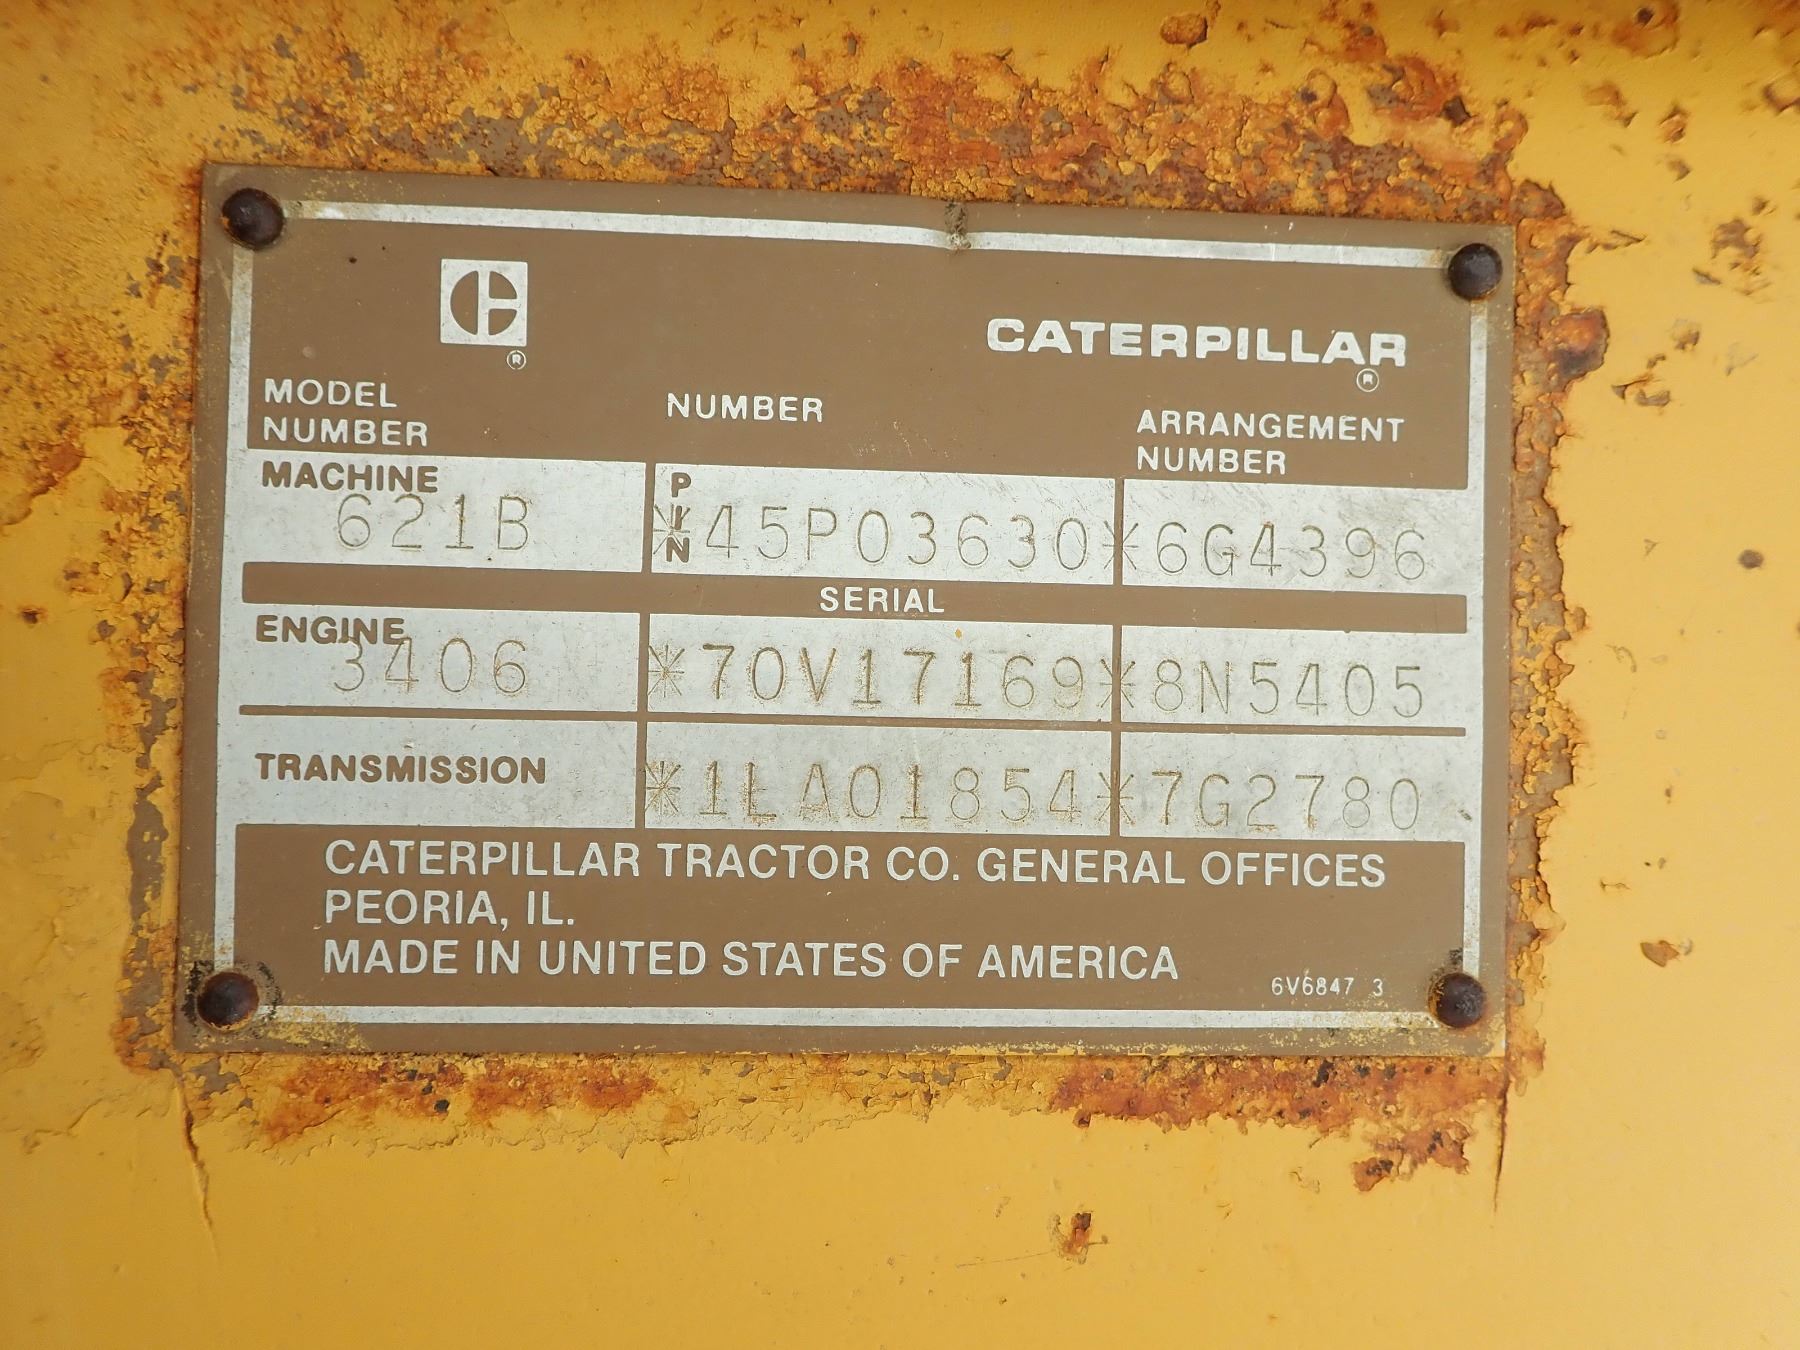 CATERPILLAR ®
MODEL NUMBER
NUMBER
ARRANGEMENT NUMBER
MACHINE 621B
PIN *45P03630* 6G4396
SERIAL
ENGINE 3406 *70V17169* 8N5405
TRANSMISSION *1LA01854* 7G2780
CATERPILLAR TRACTOR CO. GENERAL OFFICES
PEORIA, IL.
MADE IN UNITED STATES OF AMERICA
6V6847 3